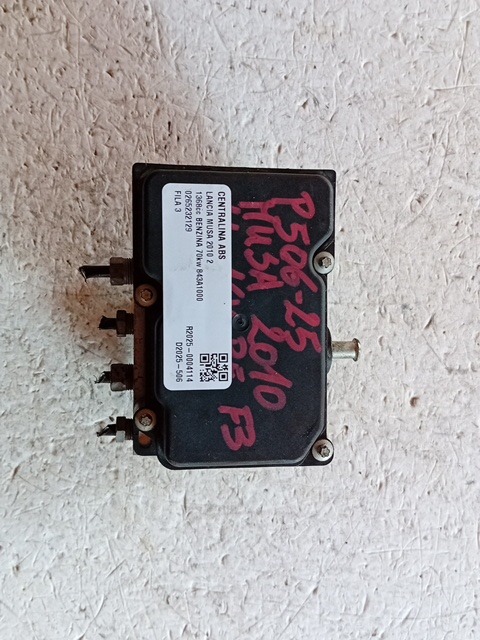 CENTRALINA ABS
LANCIA MUSA 2010 2
1368cc BENZINA 70kw 843A1000
0265232129
FILA 3
R2025-0004114
D2025-506
P506-25
MUSA 2010
F3